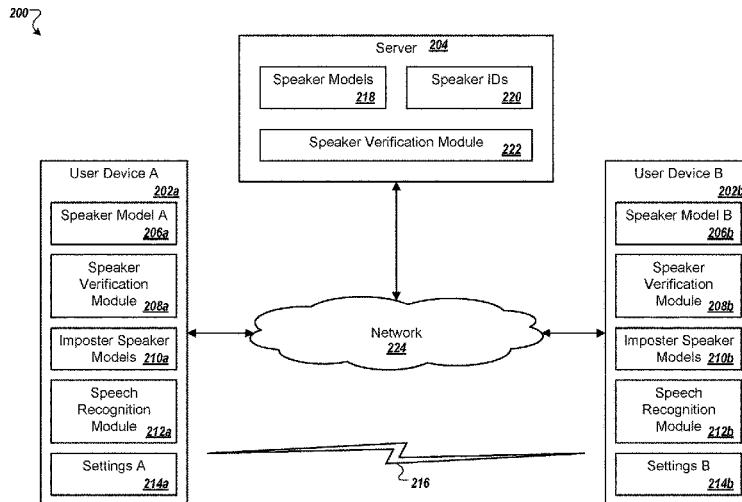 200
Server 204
Speaker Models
218
Speaker IDs
220
Speaker Verification Module 222
User Device A
202a
Speaker Model A
206a
Speaker
Verification
Module
208a
Imposter Speaker
Models 210a
Speech
Recognition
Module
212a
Settings A
214a
Network
224
216
User Device B
202b
Speaker Model B
206b
Speaker
Verification
Module
208b
Imposter Speaker
Models 210b
Speech
Recognition
Module
212b
Settings B
214b